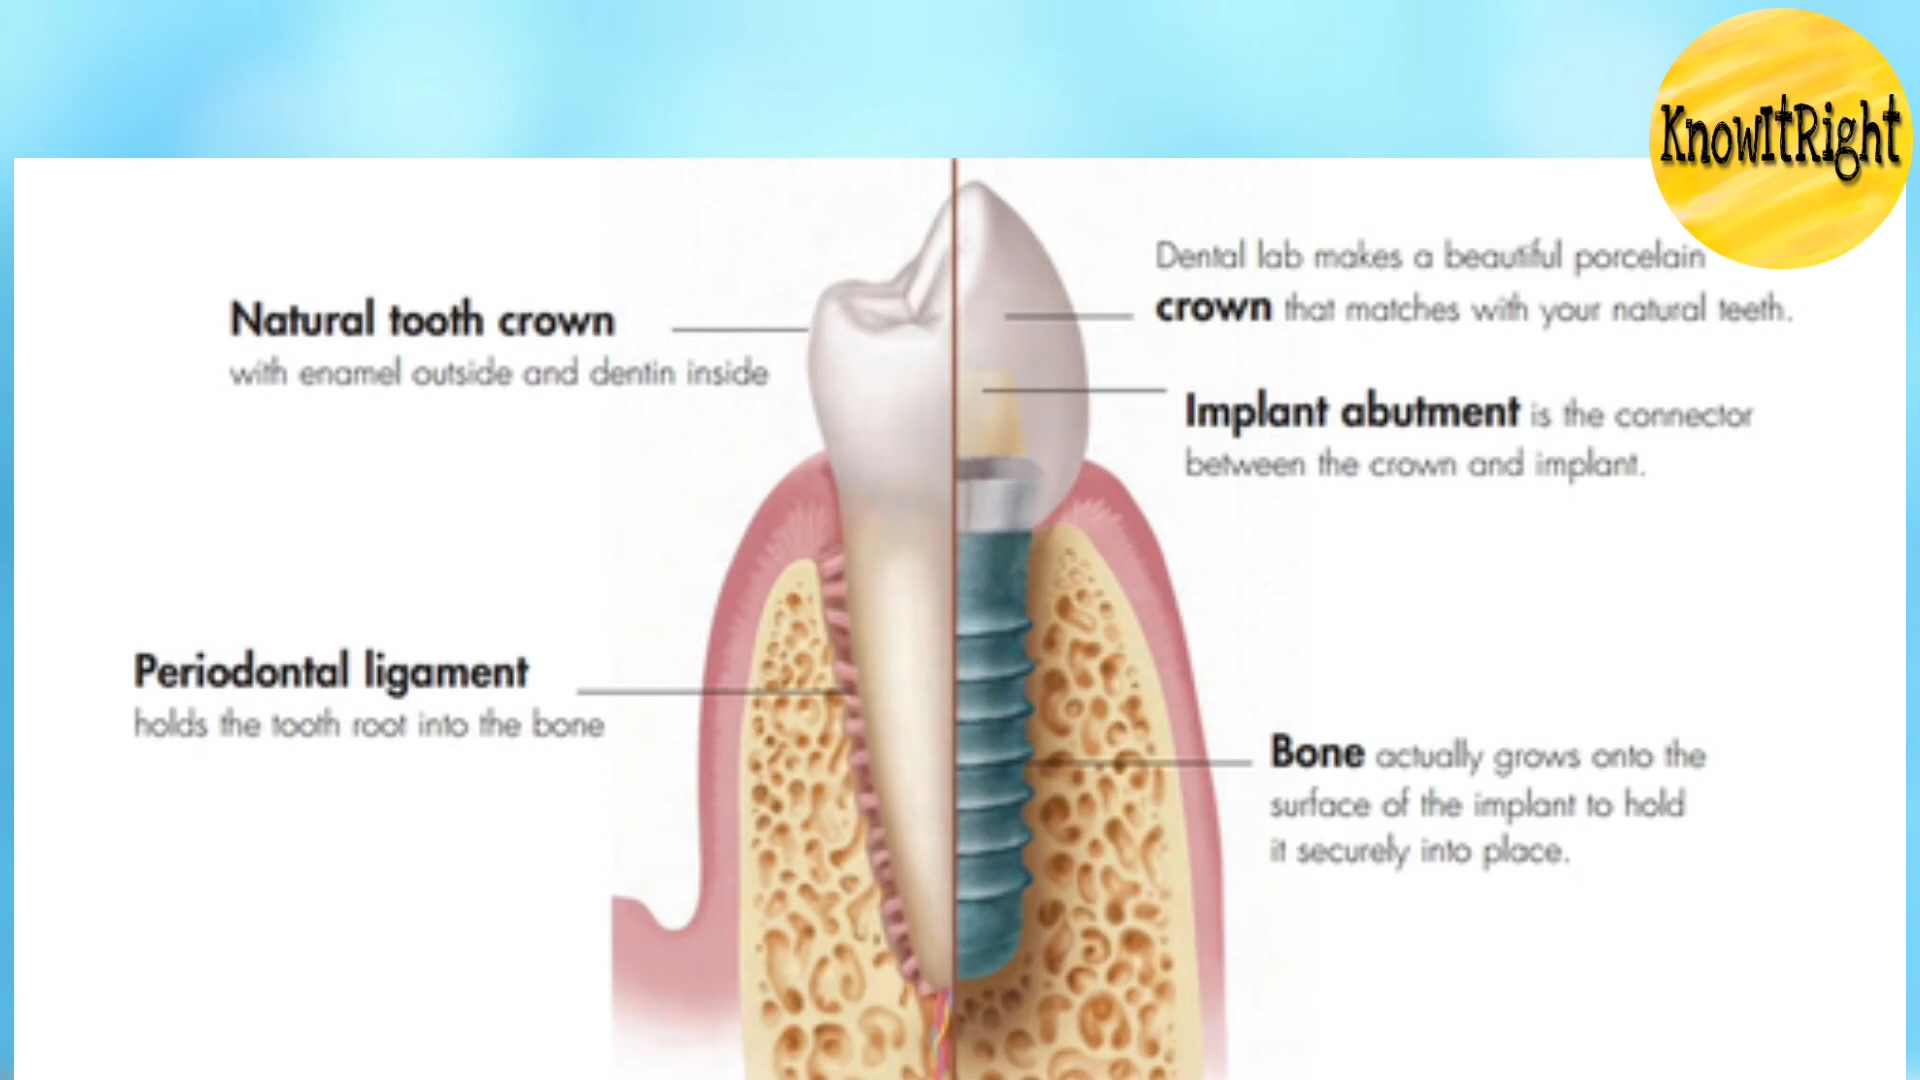 KnowItRight
Natural tooth crown
with enamel outside and dentin inside
Periodontal ligament
holds the tooth root into the bone
Dental lab makes a beautiful porcelain
crown that matches with your natural teeth.
Implant abutment is the connector
between the crown and implant.
Bone actually grows onto the
surface of the implant to hold
it securely into place.